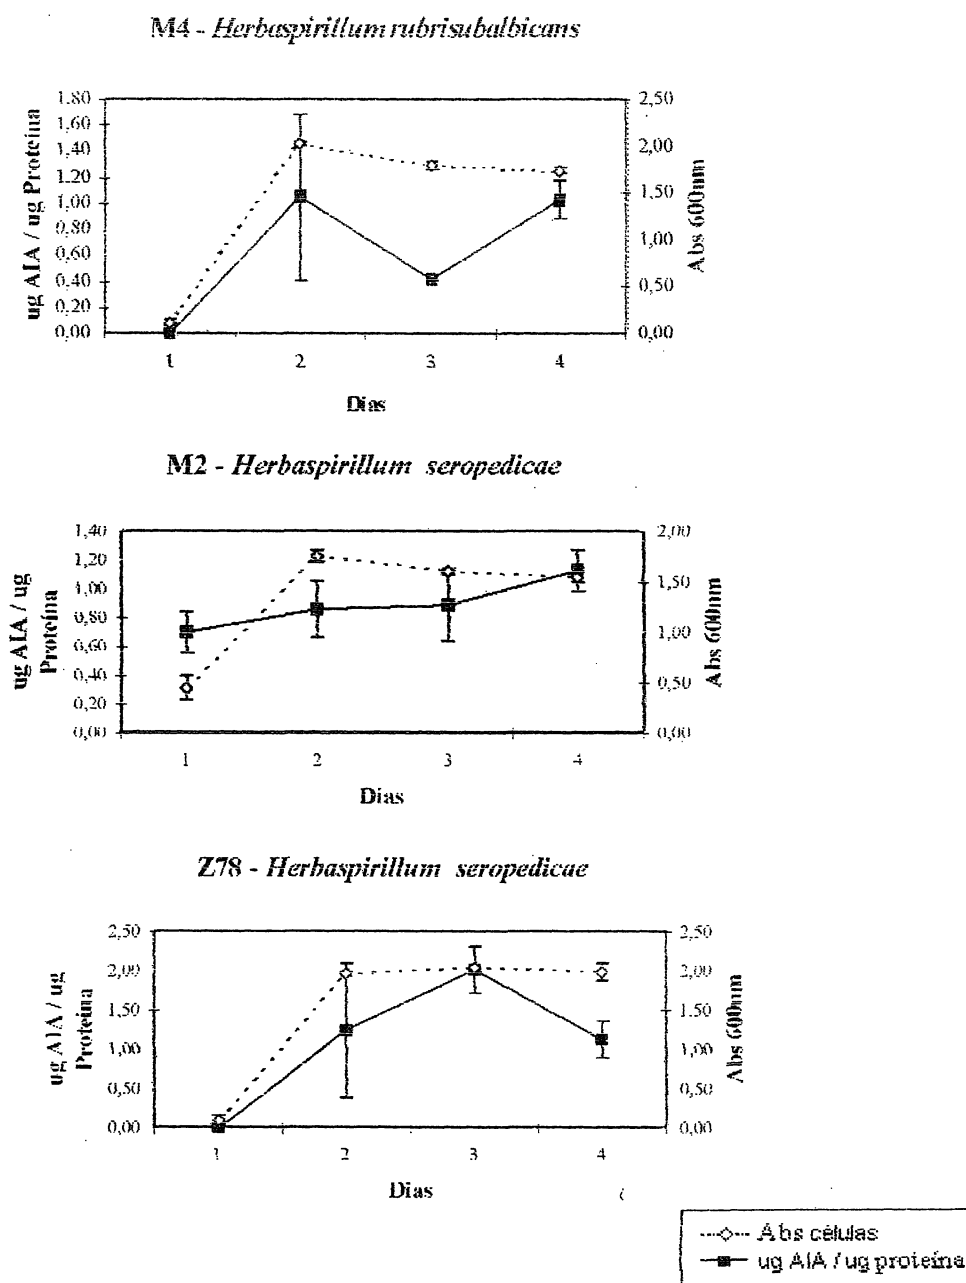 M4 - Herbaspirillum rubrisubalbicans
ug AIA / ug Proteína
1,80
1,60
1,40
1,20
1,00
0,80
0,60
0,40
0,20
0,00
2,50
2,00
1,50
1,00
0,50
0,00
Abs 600nm
1 2 3 4
Dias
M2 - Herbaspirillum seropedicae
ug AIA / ug
Proteína
1,40
1,20
1,00
0,80
0,60
0,40
0,20
0,00
2,00
1,50
1,00
0,50
0,00
Abs 600nm
1 2 3 4
Dias
Z78 - Herbaspirillum seropedicae
ug AIA / ug
Proteína
2,50
2,00
1,50
1,00
0,50
0,00
2,50
2,00
1,50
1,00
0,50
0,00
Abs 600nm
1 2 3 4
Dias
Abs células
ug AIA / ug proteína